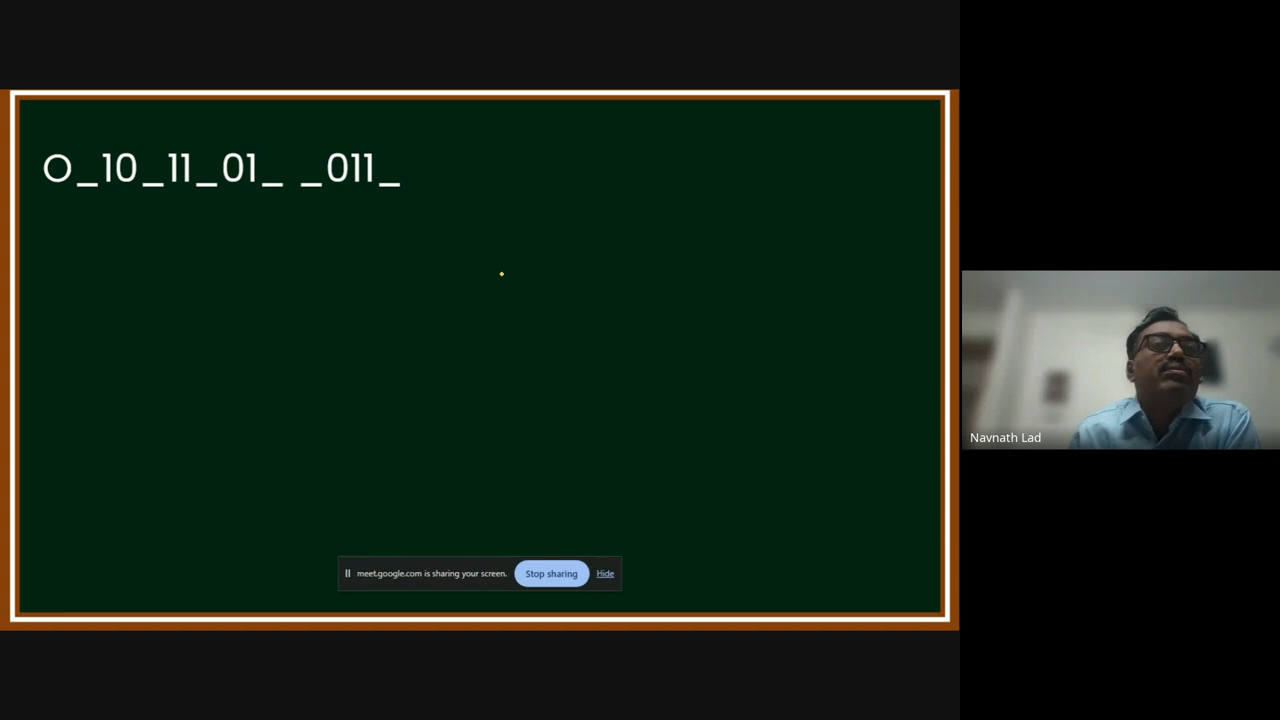 O_10_11_01_ _011_
meet.google.com is sharing your screen. Stop sharing Hide
Navnath Lad